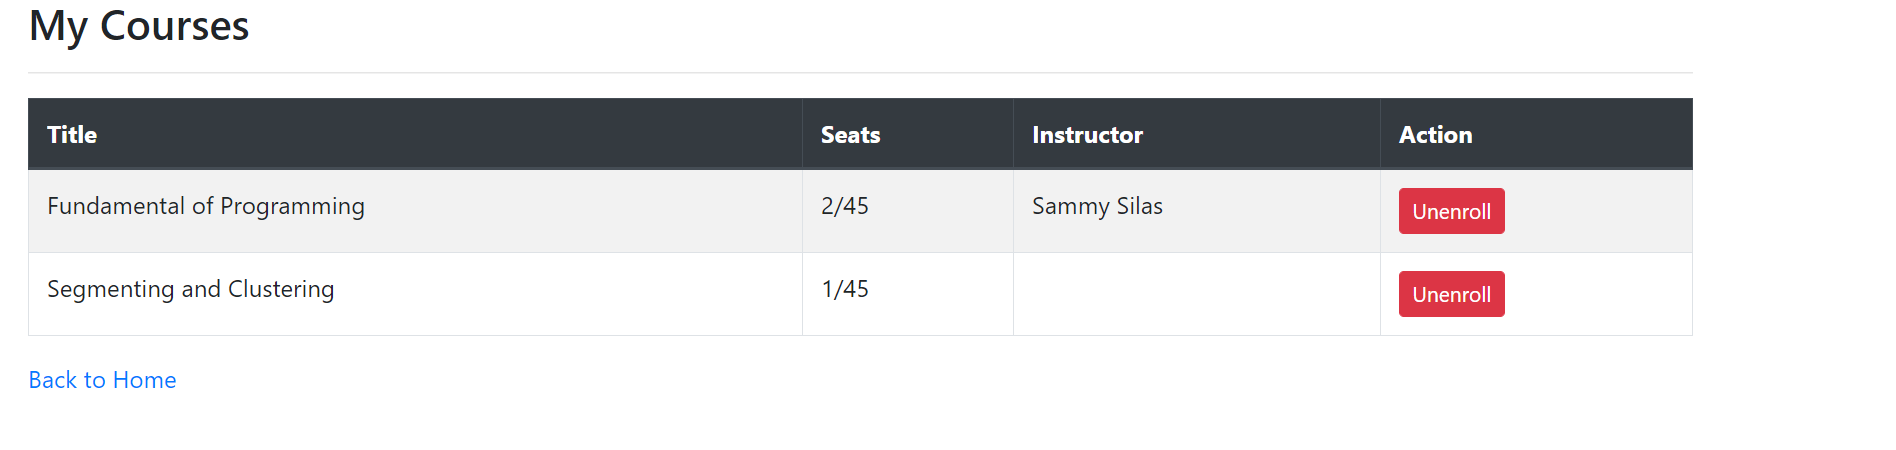 My Courses
Title Seats Instructor Action
Fundamental of Programming 2/45 Sammy Silas Unenroll
Segmenting and Clustering 1/45 Unenroll
Back to Home